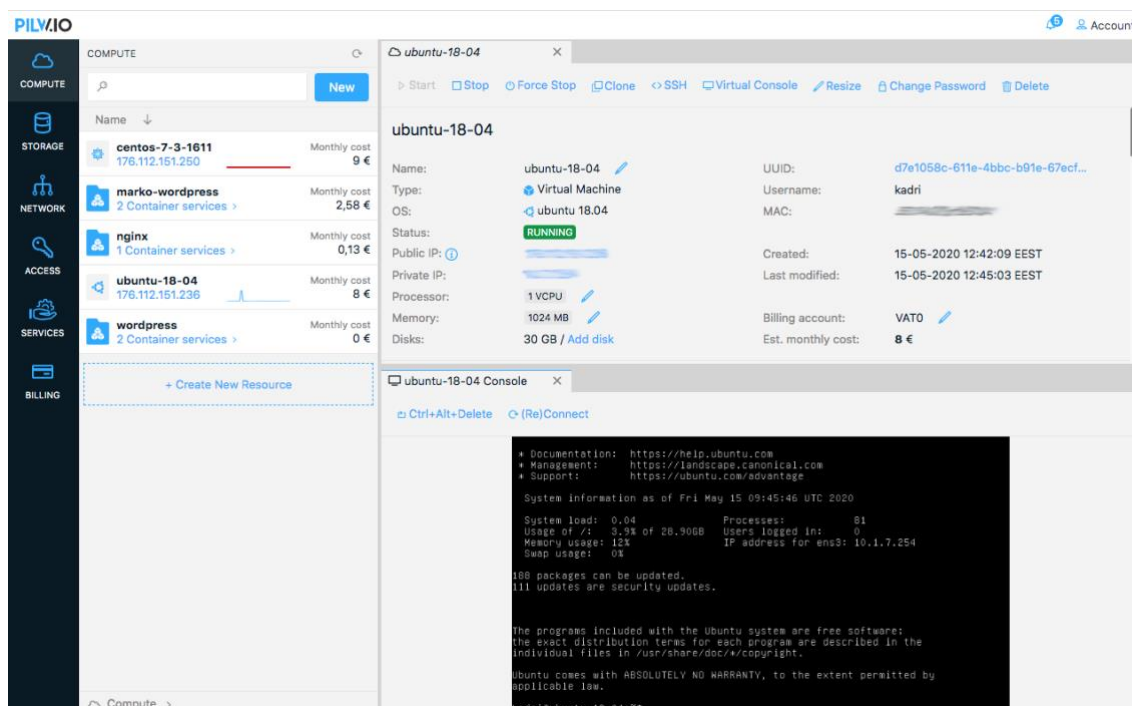 PILV.IO
5
Account
COMPUTE
STORAGE
NETWORK
ACCESS
SERVICES
BILLING
COMPUTE
New
Name ↓
centos-7-3-1611 Monthly cost
176.112.151.250 9 €
marko-wordpress Monthly cost
2 Container services > 2,58 €
nginx Monthly cost
1 Container services > 0,13 €
ubuntu-18-04 Monthly cost
176.112.151.236 8 €
wordpress Monthly cost
2 Container services > 0 €
+ Create New Resource
Compute >
ubuntu-18-04 ×
Start Stop Force Stop Clone <> SSH Virtual Console Resize Change Password Delete
ubuntu-18-04
Name: ubuntu-18-04 UUID: d7e1058c-611e-4bbc-b91e-67ecf...
Type: Virtual Machine Username: kadri
OS: ubuntu 18.04 MAC:
Status: RUNNING
Public IP: Created: 15-05-2020 12:42:09 EEST
Private IP: Last modified: 15-05-2020 12:45:03 EEST
Processor: 1 VCPU
Memory: 1024 MB Billing account: VAT0
Disks: 30 GB / Add disk Est. monthly cost: 8 €
ubuntu-18-04 Console ×
Ctrl+Alt+Delete (Re)Connect
* Documentation: https://help.ubuntu.com
* Management: https://landscape.canonical.com
* Support: https://ubuntu.com/advantage
System information as of Fri May 15 09:45:46 UTC 2020
System load: 0.04 Processes: 81
Usage of /: 3.9% of 28.90GB Users logged in: 0
Memory usage: 12% IP address for ens3: 10.1.7.254
Swap usage: 0%
188 packages can be updated.
111 updates are security updates.
The programs included with the Ubuntu system are free software;
the exact distribution terms for each program are described in the
individual files in /usr/share/doc/*/copyright.
Ubuntu comes with ABSOLUTELY NO WARRANTY, to the extent permitted by
applicable law.